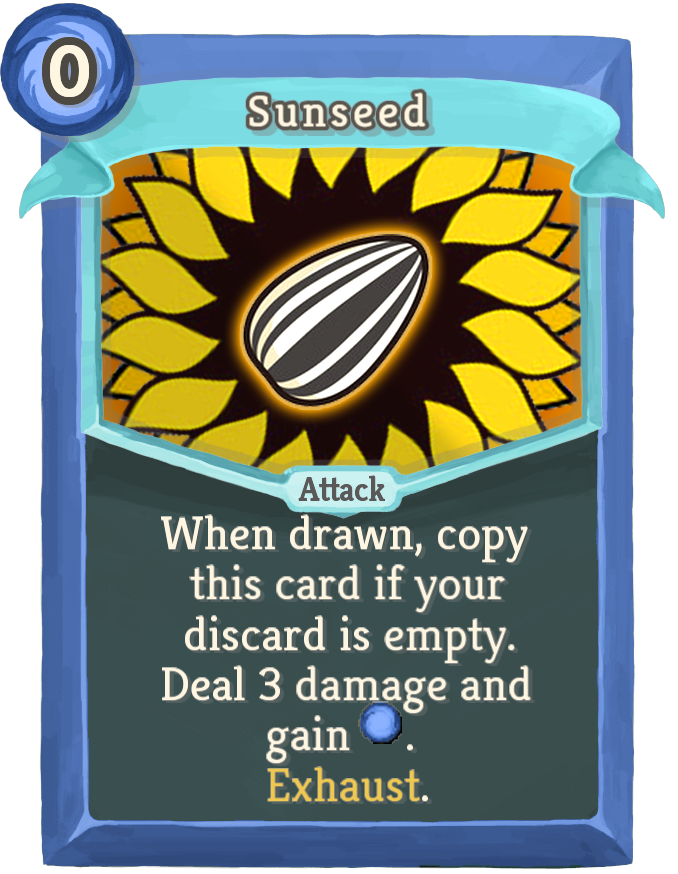 0
Sunseed
Attack
When drawn, copy
this card if your
discard is empty.
Deal 3 damage and
gain .
Exhaust.